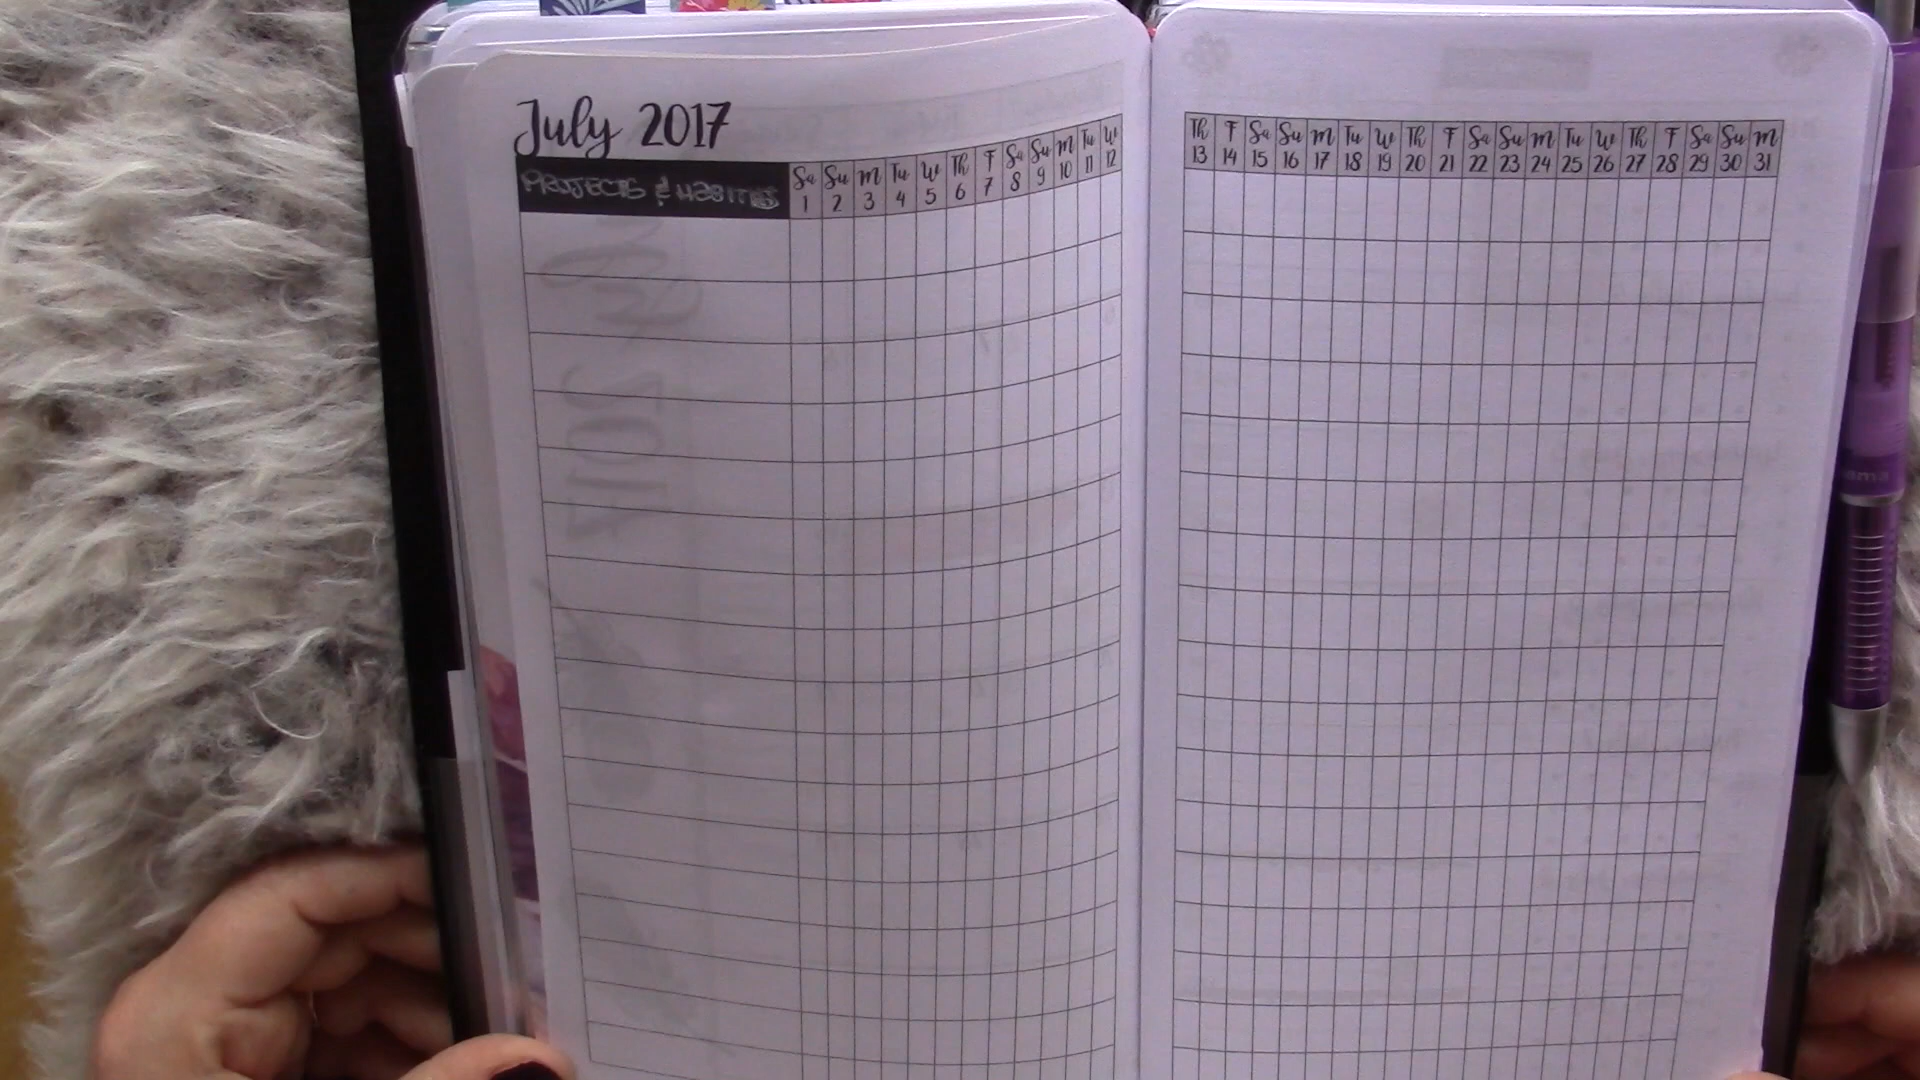 July 2017
PROJECTS & HABITS
Sa Su M Tu W Th F Sa Su M Tu W
1 2 3 4 5 6 7 8 9 10 11 12
Th F Sa Su M Tu W Th F Sa Su M Tu W Th F Sa Su M
13 14 15 16 17 18 19 20 21 22 23 24 25 26 27 28 29 30 31